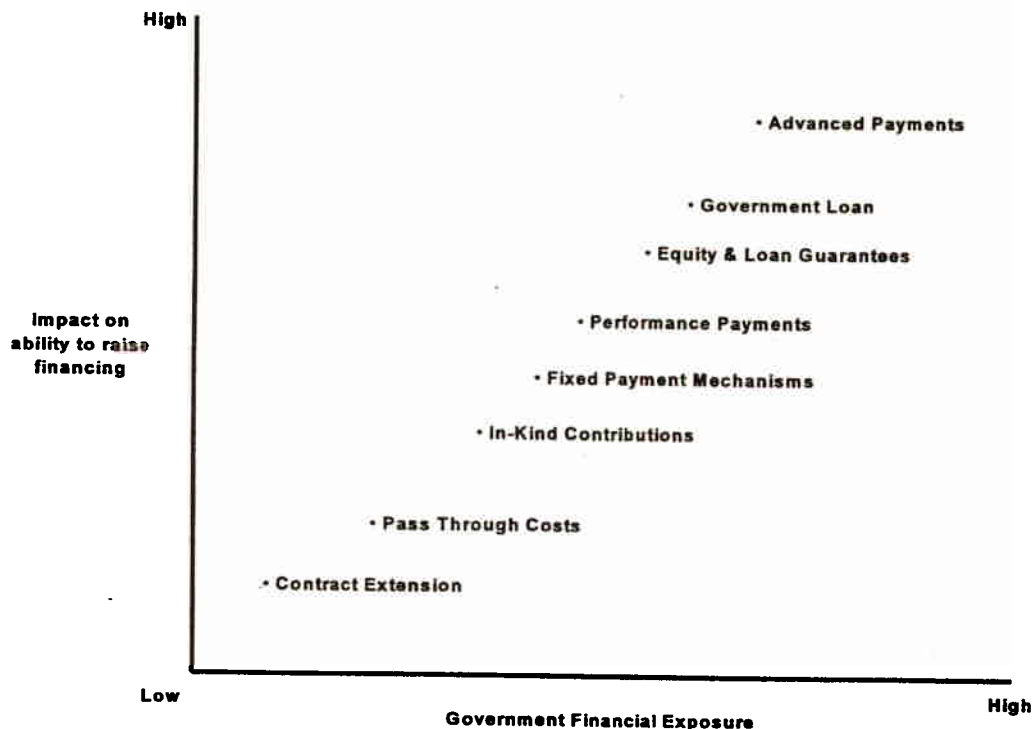 High
• Advanced Payments
• Government Loan
• Equity & Loan Guarantees
Impact on
ability to raise
financing
• Performance Payments
• Fixed Payment Mechanisms
• In-Kind Contributions
• Pass Through Costs
• Contract Extension
Low
High
Government Financial Exposure